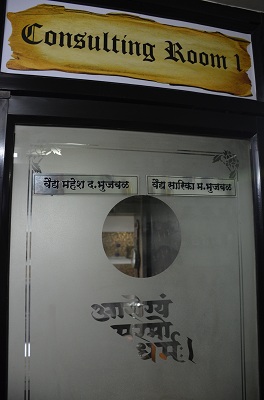 Consulting Room 1
वैद्य महेश द. भुजबळ
वैद्य सारिका म. भुजबळ
आरोग्यं
परमो
धर्मः।